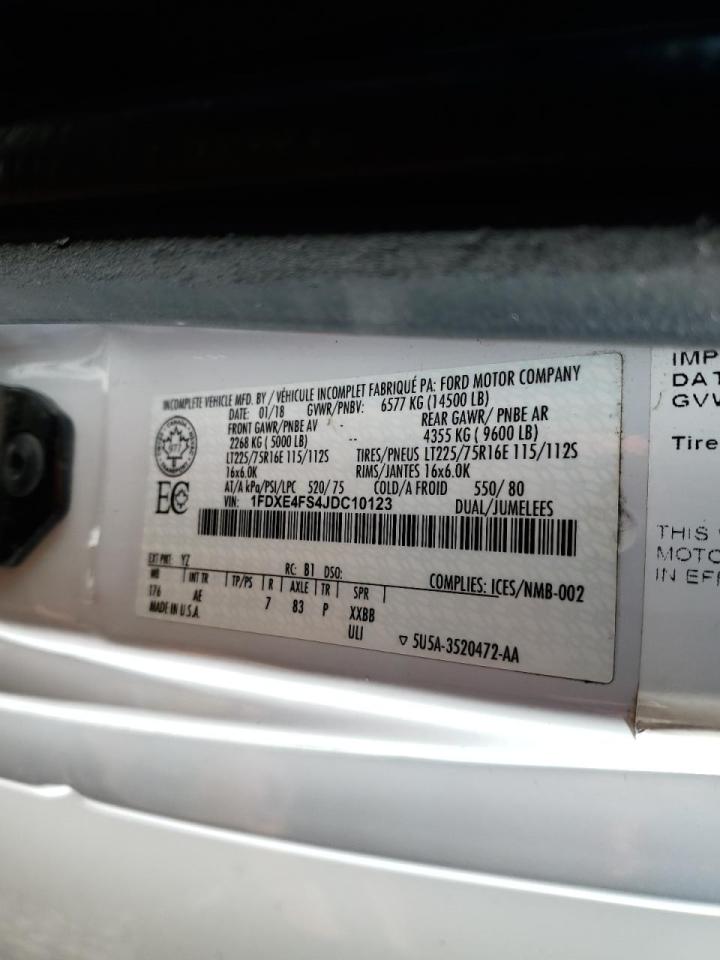 INCOMPLETE VEHICLE MFD. BY / VÉHICULE INCOMPLET FABRIQUÉ PA: FORD MOTOR COMPANY
DATE: 01/18 GVWR/PNBV: 6577 KG (14500 LB)
FRONT GAWR/PNBE AV REAR GAWR/ PNBE AR
2268 KG ( 5000 LB) 4355 KG ( 9600 LB)
LT225/75R16E 115/112S TIRES/PNEUS LT225/75R16E 115/112S
16x6.0K RIMS/JANTES 16x6.0K
AT/A kPa/PSI/LPC 520/ 75 COLD/A FROID 550/ 80
VIN: 1FDXE4FS4JDC10123 DUAL/JUMELEES
EC
EXT PNT: YZ RC: B1 DSO:
WB INT TR TP/PS R AXLE TR SPR COMPLIES: ICES/NMB-002
176 AE 7 83 P XXBB
MADE IN U.S.A. ULI
5U5A-3520472-AA
IMP
DAT
GVW
Tire
THIS
MOTO
IN EF